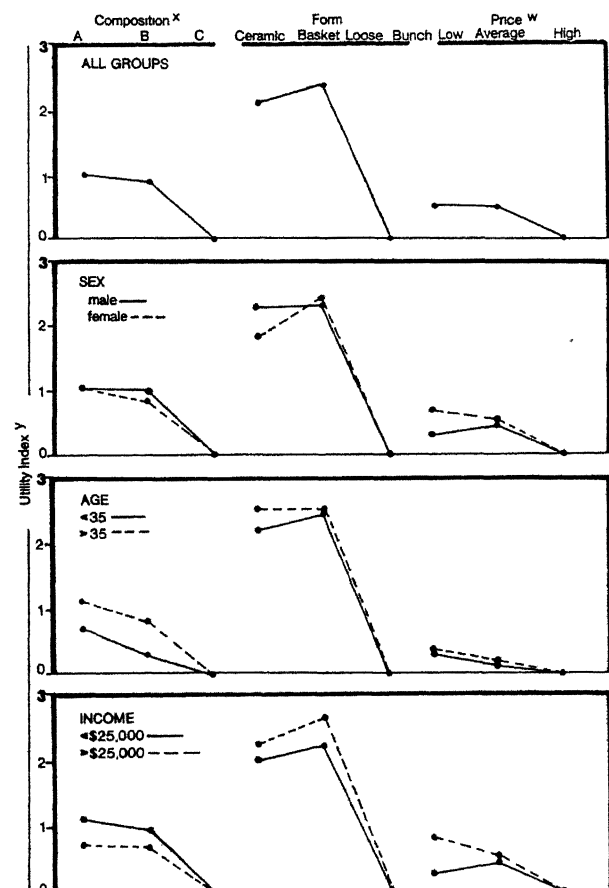 Composition x Form Price w
A B C Ceramic Basket Loose Bunch Low Average High
3
ALL GROUPS
2
1
0
3
SEX
male
female
2
1
0
Utility Index y
3
AGE
<35
>35
2
1
0
3
INCOME
<$25,000
>$25,000
2
1
0